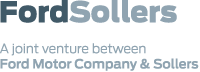 FordSollers
A joint venture between
Ford Motor Company & Sollers